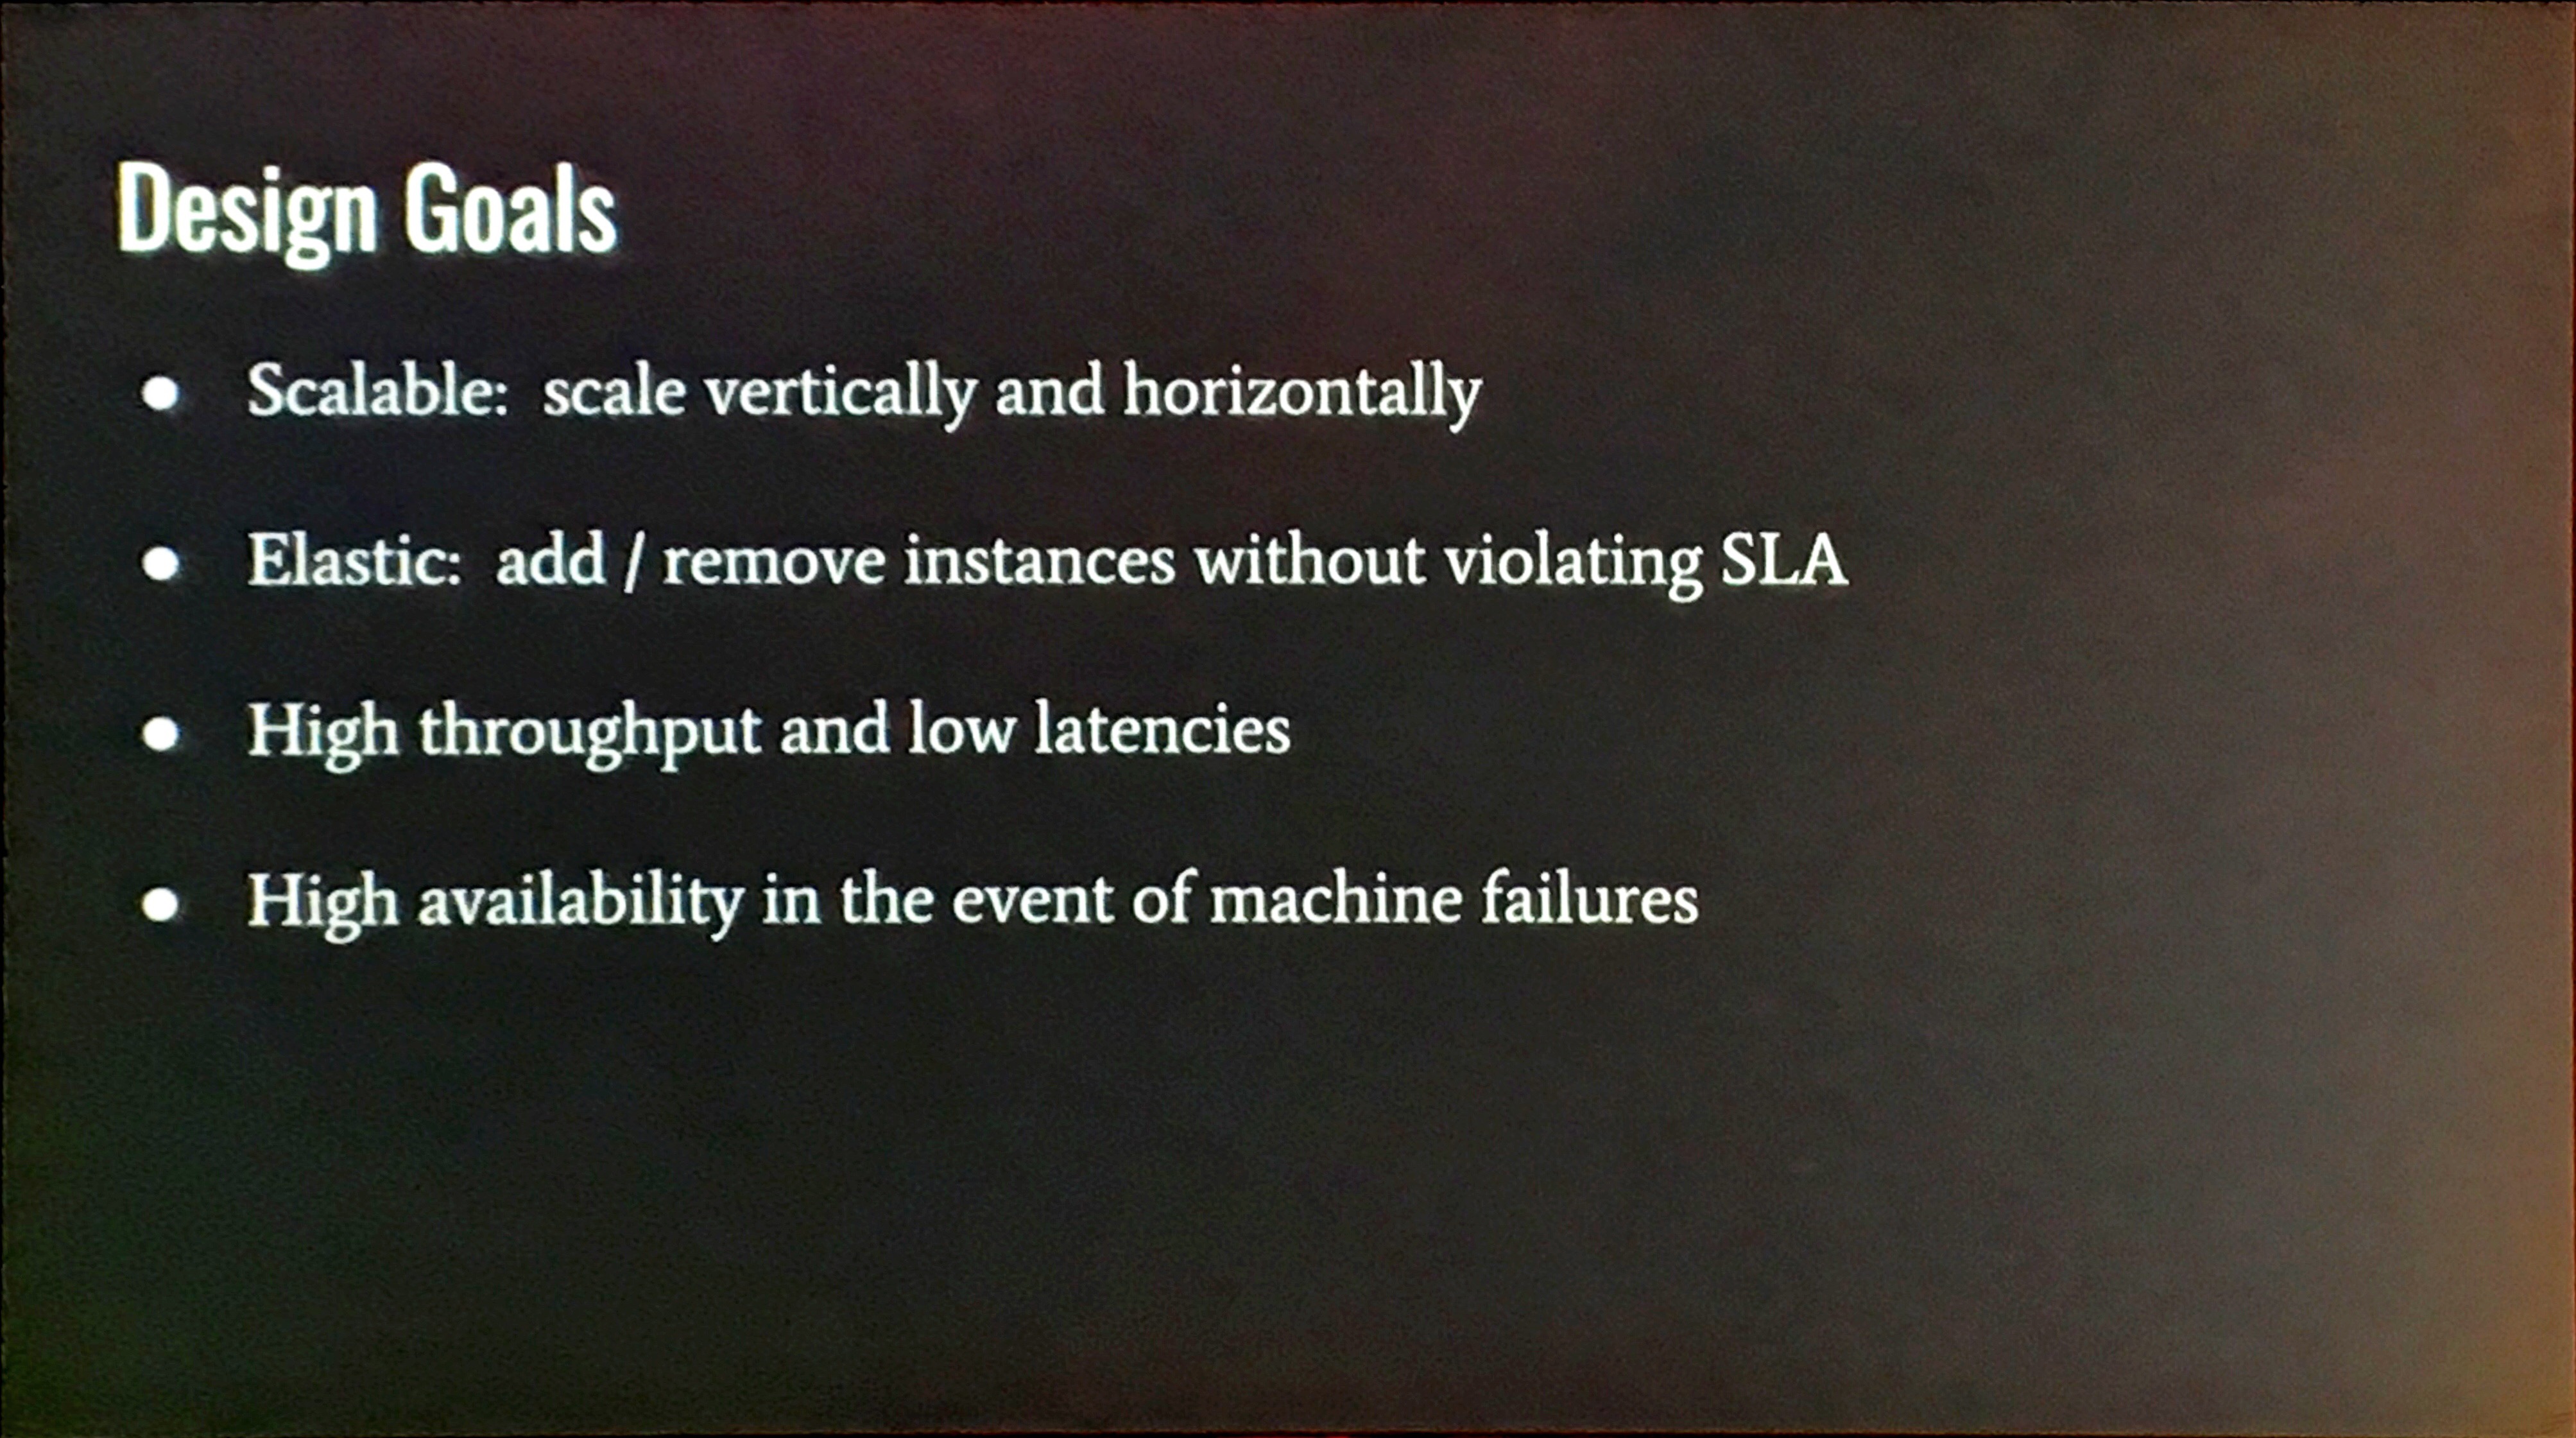 Design Goals
● Scalable:  scale vertically and horizontally
● Elastic:  add / remove instances without violating SLA
● High throughput and low latencies
● High availability in the event of machine failures